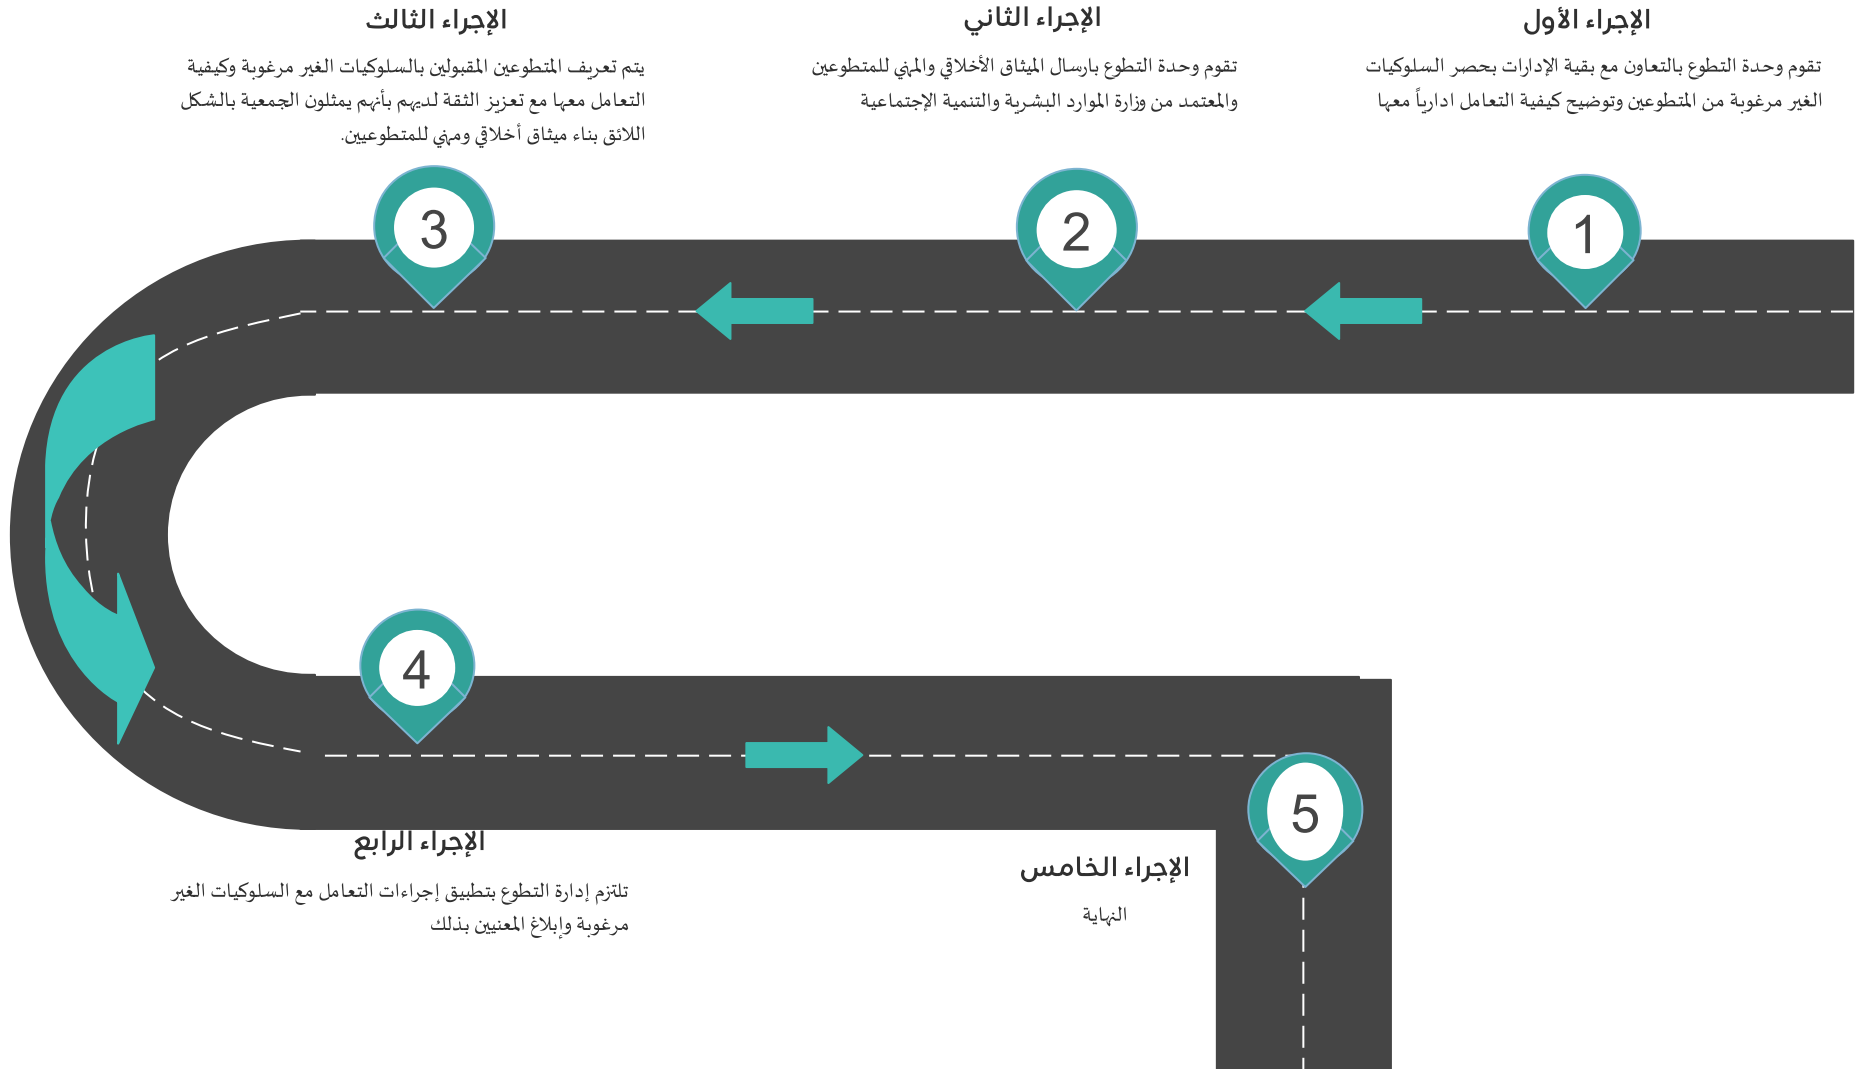 الإجراء الأول
تقوم وحدة التطوع بالتعاون مع بقية الإدارات بحصر السلوكيات
الغير مرغوبة من المتطوعين وتوضيح كيفية التعامل ادارياً معها
1
الإجراء الثاني
تقوم وحدة التطوع بارسال الميثاق الأخلاقي والمهني للمتطوعين
والمعتمد من وزارة الموارد البشرية والتنمية الإجتماعية
2
الإجراء الثالث
يتم تعريف المتطوعين المقبولين بالسلوكيات الغير مرغوبة وكيفية
التعامل معها مع تعزيز الثقة لديهم بأنهم يمثلون الجمعية بالشكل
اللائق بناء ميثاق أخلاقي ومهني للمتطوعيين.
3
4
الإجراء الرابع
تلتزم إدارة التطوع بتطبيق إجراءات التعامل مع السلوكيات الغير
مرغوبة وإبلاغ المعنيين بذلك
5
الإجراء الخامس
النهاية